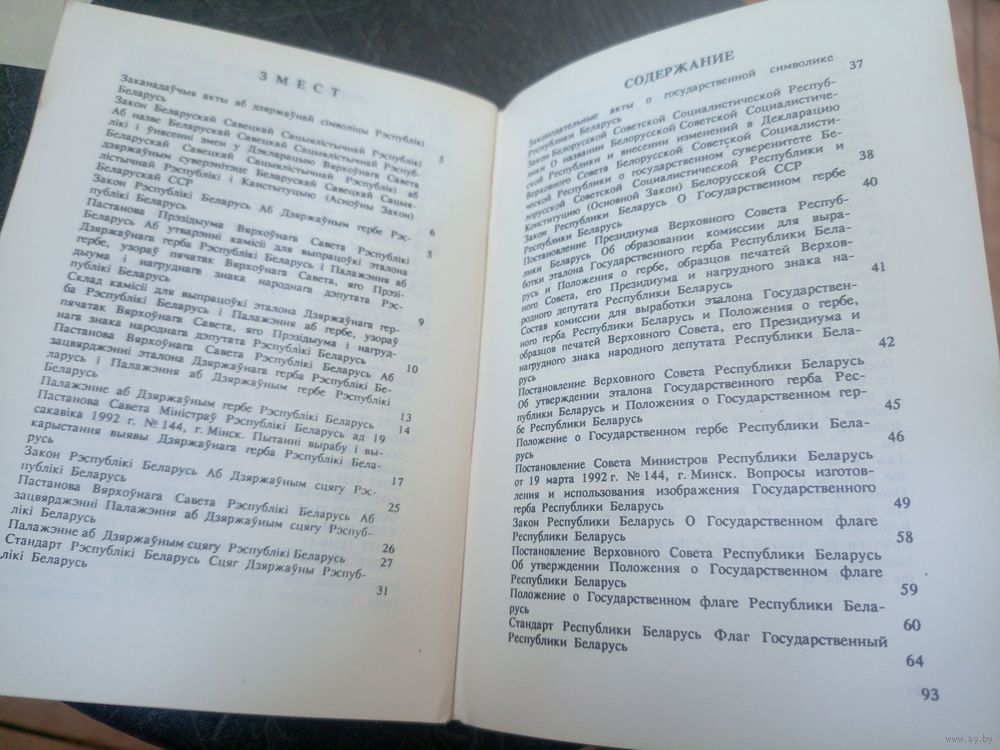 ЗМЕСТ
Заканадаўчыя акты аб дзяржаўнай сімволіцы Рэспублікі
Беларусь
5
Закон Беларускай Савецкай Сацыялістычнай Рэспублікі
Аб назве Беларускай Савецкай Сацыялістычнай Рэспуб-
лікі і ўнясенні змен у Дэкларацыю Вярхоўнага Савета
Беларускай Савецкай Сацыялістычнай Рэспублікі аб
дзяржаўным суверэнітэце Беларускай Савецкай Сацыя-
лістычнай Рэспублікі і Канстытуцыю (Асноўны Закон)
Беларускай ССР
6
Закон Рэспублікі Беларусь Аб Дзяржаўным гербе Рэс-
публікі Беларусь
8
Пастанова Прэзідыума Вярхоўнага Савета Рэспублікі
Беларусь Аб утварэнні камісіі для выпрацоўкі эталона
Дзяржаўнага герба Рэспублікі Беларусь і Палажэння аб
гербе, узораў пячатак Вярхоўнага Савета, яго Прэзі-
дыума і нагруднага знака народнага дэпутата Рэс-
публікі Беларусь
9
Склад камісіі для выпрацоўкі эталона Дзяржаўнага гер-
ба Рэспублікі Беларусь і Палажэння аб гербе, узораў
пячатак Вярхоўнага Савета, яго Прэзідыума і нагруд-
нага знака народнага дэпутата Рэспублікі Беларусь
10
Пастанова Вярхоўнага Савета Рэспублікі Беларусь Аб
зацвярджэнні эталона Дзяржаўнага герба Рэспублікі Бе-
ларусь і Палажэння аб Дзяржаўным гербе Рэспублікі
Беларусь
13
Палажэнне аб Дзяржаўным гербе Рэспублікі Беларусь 14
Пастанова Савета Міністраў Рэспублікі Беларусь ад 19
сакавіка 1992 г. № 144, г. Мінск. Пытанні вырабу і вы-
карыстання выявы Дзяржаўнага герба Рэспублікі Бела-
русь
17
Закон Рэспублікі Беларусь Аб Дзяржаўным сцягу Рэс-
публікі Беларусь
25
Пастанова Вярхоўнага Савета Рэспублікі Беларусь Аб
зацвярджэнні Палажэння аб Дзяржаўным сцягу Рэспуб-
лікі Беларусь
26
Палажэнне аб Дзяржаўным сцягу Рэспублікі Беларусь 27
Стандарт Рэспублікі Беларусь Сцяг Дзяржаўны Рэспуб-
лікі Беларусь
31
СОДЕРЖАНИЕ
Законодательные акты о государственной символике
Республики Беларусь
37
Закон Белорусской Советской Социалистической Респуб-
лики О названии Белорусской Советской Социалистиче-
ской Республики и внесении изменений в Декларацию
Верховного Совета Белорусской Советской Социалисти-
ческой Республики о государственном суверенитете Бе-
лорусской Советской Социалистической Республики и
Конституцию (Основной Закон) Белорусской ССР
38
Закон Республики Беларусь О Государственном гербе
Республики Беларусь
40
Постановление Президиума Верховного Совета Респуб-
лики Беларусь Об образовании комиссии для выра-
ботки эталона Государственного герба Республики Бела-
русь и Положения о гербе, образцов печатей Верхов-
ного Совета, его Президиума и нагрудного знака на-
родного депутата Республики Беларусь
41
Состав комиссии для выработки эталона Государствен-
ного герба Республики Беларусь и Положения о гербе,
образцов печатей Верховного Совета, его Президиума и
нагрудного знака народного депутата Республики Бела-
русь
42
Постановление Верховного Совета Республики Беларусь
Об утверждении эталона Государственного герба Рес-
публики Беларусь и Положения о Государственном гер-
бе Республики Беларусь
45
Положение о Государственном гербе Республики Бела-
русь
46
Постановление Совета Министров Республики Беларусь
от 19 марта 1992 г. № 144, г. Минск. Вопросы изготов-
ления и использования изображения Государственного
герба Республики Беларусь
49
Закон Республики Беларусь О Государственном флаге
Республики Беларусь
58
Постановление Верховного Совета Республики Беларусь
Об утверждении Положения о Государственном флаге
Республики Беларусь
59
Положение о Государственном флаге Республики Бела-
русь
60
Стандарт Республики Беларусь Флаг Государственный
Республики Беларусь
64
93
www.ay.by